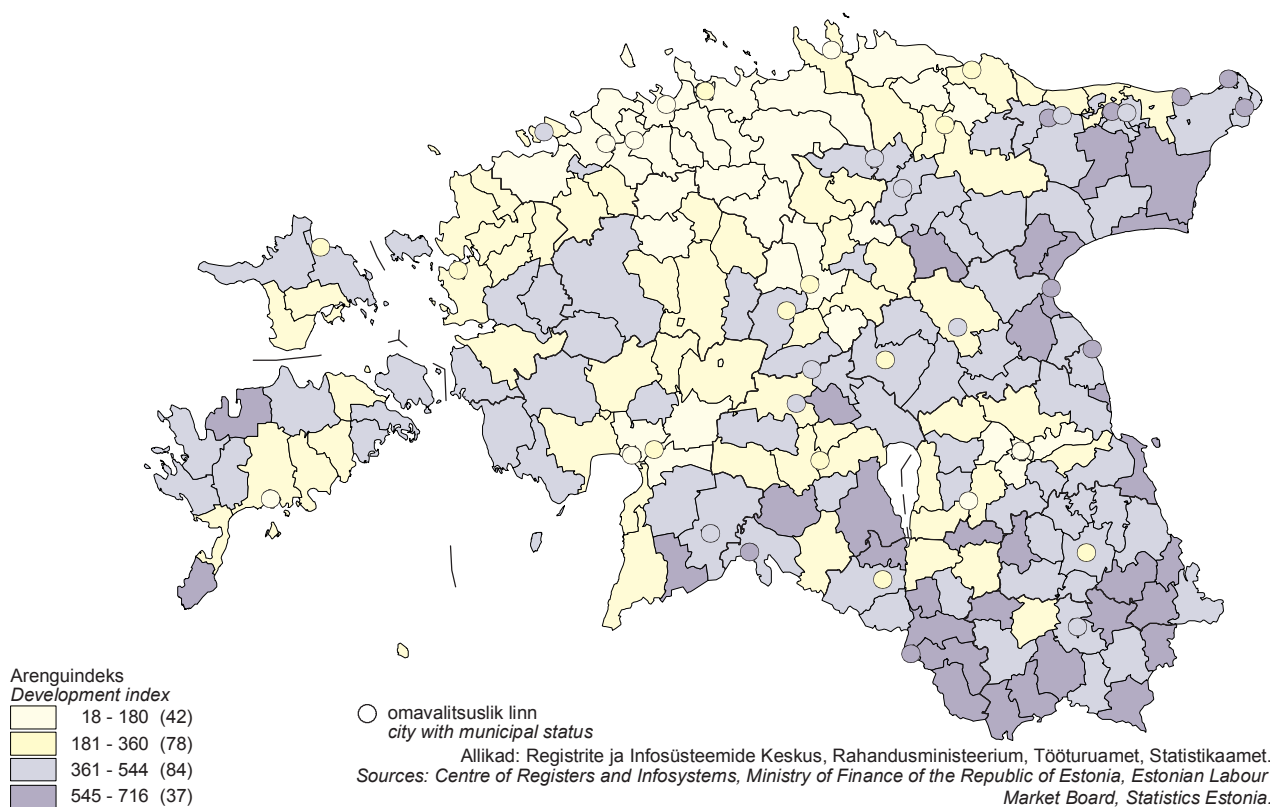 Arenguindeks
Development index
18 - 180 (42)
181 - 360 (78)
361 - 544 (84)
545 - 716 (37)
omavalitsuslik linn
city with municipal status
Allikad: Registrite ja Infosüsteemide Keskus, Rahandusministeerium, Tööturuamet, Statistikaamet.
Sources: Centre of Registers and Infosystems, Ministry of Finance of the Republic of Estonia, Estonian Labour
Market Board, Statistics Estonia.